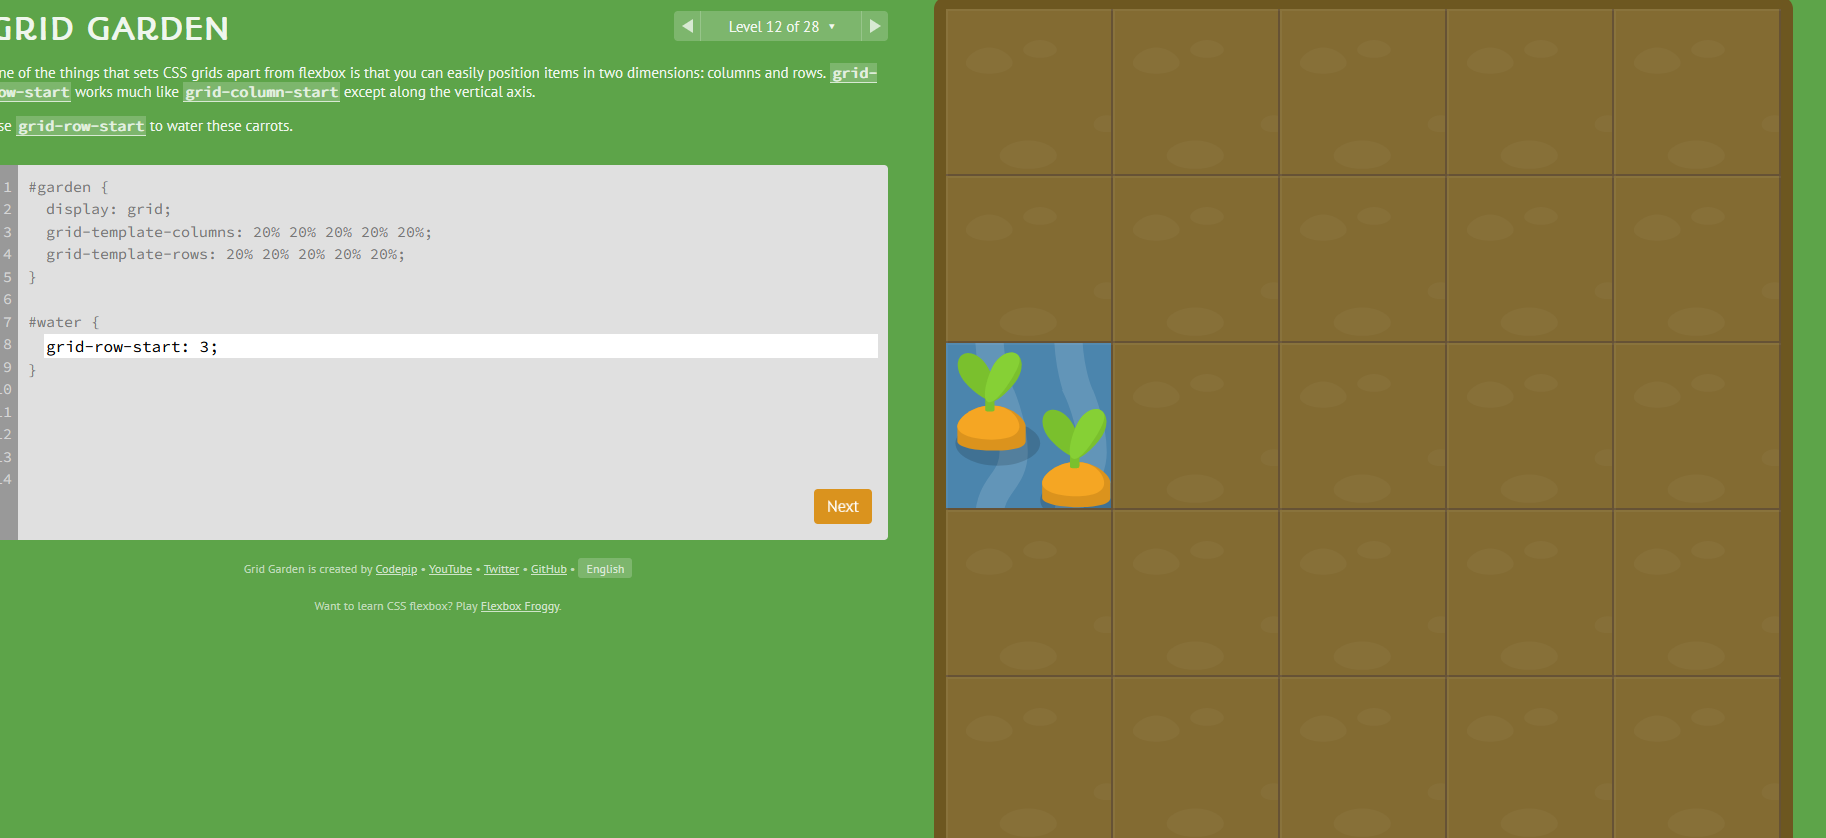 GRID GARDEN
◀ Level 12 of 28 ▼ ▶
ne of the things that sets CSS grids apart from flexbox is that you can easily position items in two dimensions: columns and rows. grid-
ow-start works much like grid-column-start except along the vertical axis.
se grid-row-start to water these carrots.
1 #garden {
2 display: grid;
3 grid-template-columns: 20% 20% 20% 20% 20%;
4 grid-template-rows: 20% 20% 20% 20% 20%;
5 }
6
7 #water {
8 grid-row-start: 3;
9 }
10
11
12
13
14
Next
Grid Garden is created by Codepip • YouTube • Twitter • GitHub • English
Want to learn CSS flexbox? Play Flexbox Froggy.